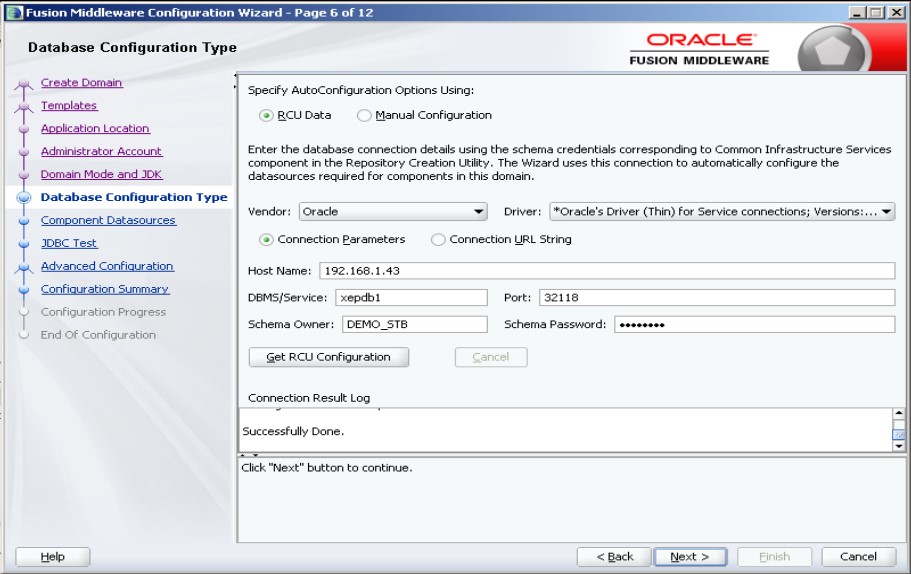 Fusion Middleware Configuration Wizard - Page 6 of 12
Database Configuration Type
ORACLE
FUSION MIDDLEWARE
Create Domain
Templates
Application Location
Administrator Account
Domain Mode and JDK
Database Configuration Type
Component Datasources
JDBC Test
Advanced Configuration
Configuration Summary
Configuration Progress
End Of Configuration
Specify AutoConfiguration Options Using:
RCU Data Manual Configuration
Enter the database connection details using the schema credentials corresponding to Common Infrastructure Services
component in the Repository Creation Utility. The Wizard uses this connection to automatically configure the
datasources required for components in this domain.
Vendor: Oracle Driver: *Oracle's Driver (Thin) for Service connections; Versions:...
Connection Parameters Connection URL String
Host Name: 192.168.1.43
DBMS/Service: xepdb1 Port: 32118
Schema Owner: DEMO_STB Schema Password: ••••••••
Get RCU Configuration Cancel
Connection Result Log
Successfully Done.
Click "Next" button to continue.
Help < Back Next > Finish Cancel